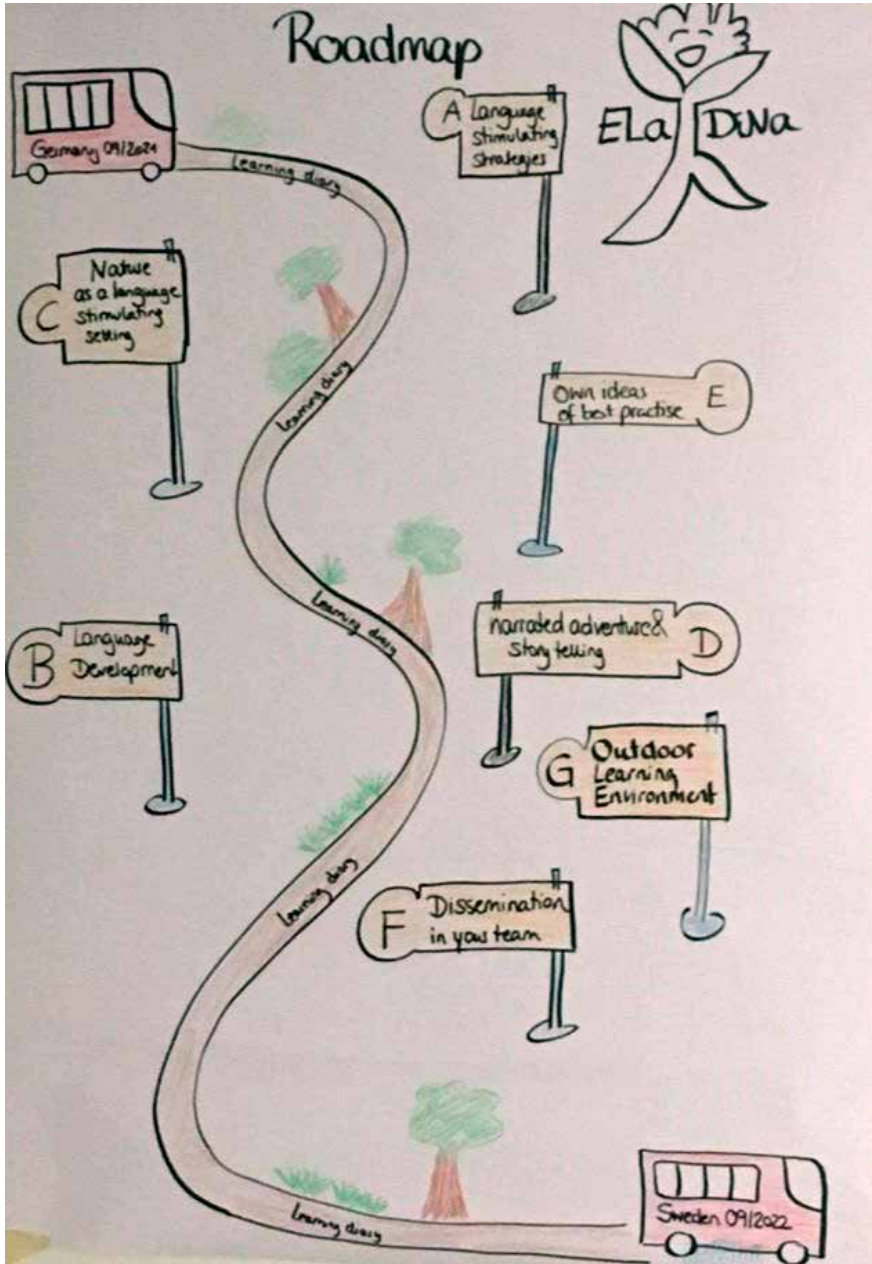 Roadmap
ELa DiNa
Germany 09/2021
Learning diary
A Language
stimulating
strategies
C Nature
as a language
stimulating
setting
Learning diary
Own ideas
of best practise E
Learning diary
B Language
Development
narrated adventure&
Story telling D
G Outdoor
Learning
Environment
Learning diary
F Dissemination
in your team
Learning diary
Sweden 09/2022